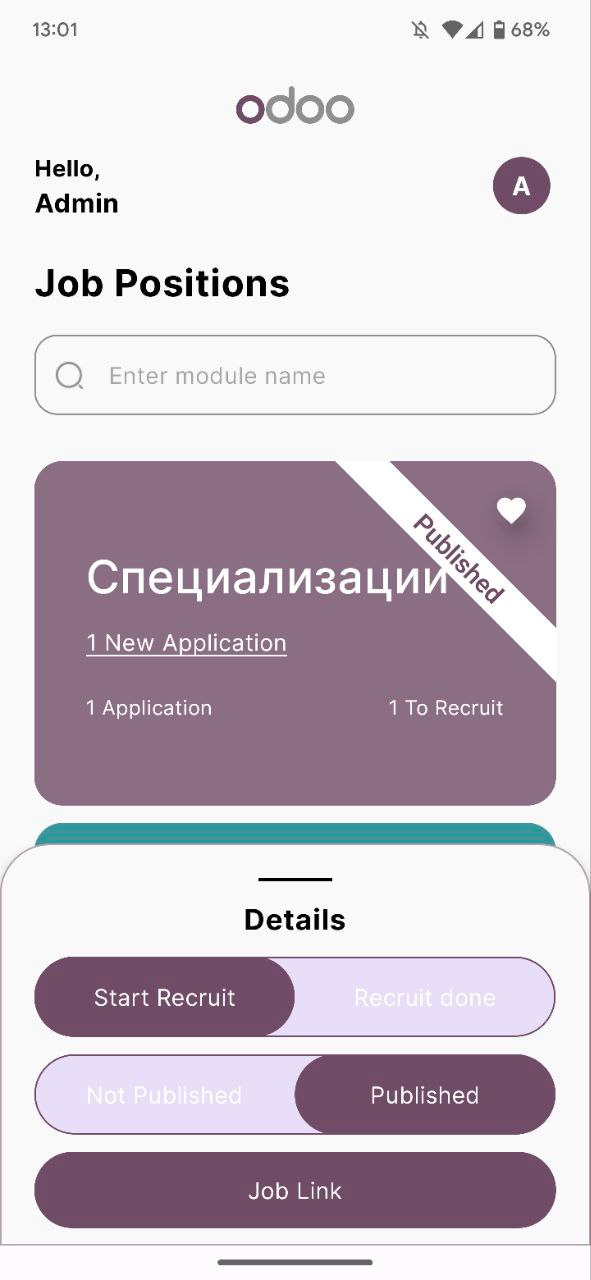 13:01
68%
odoo
Hello,
Admin
A
Job Positions
Enter module name
Published
Специализации
1 New Application
1 Application
1 To Recruit
Details
Start Recruit
Recruit done
Not Published
Published
Job Link